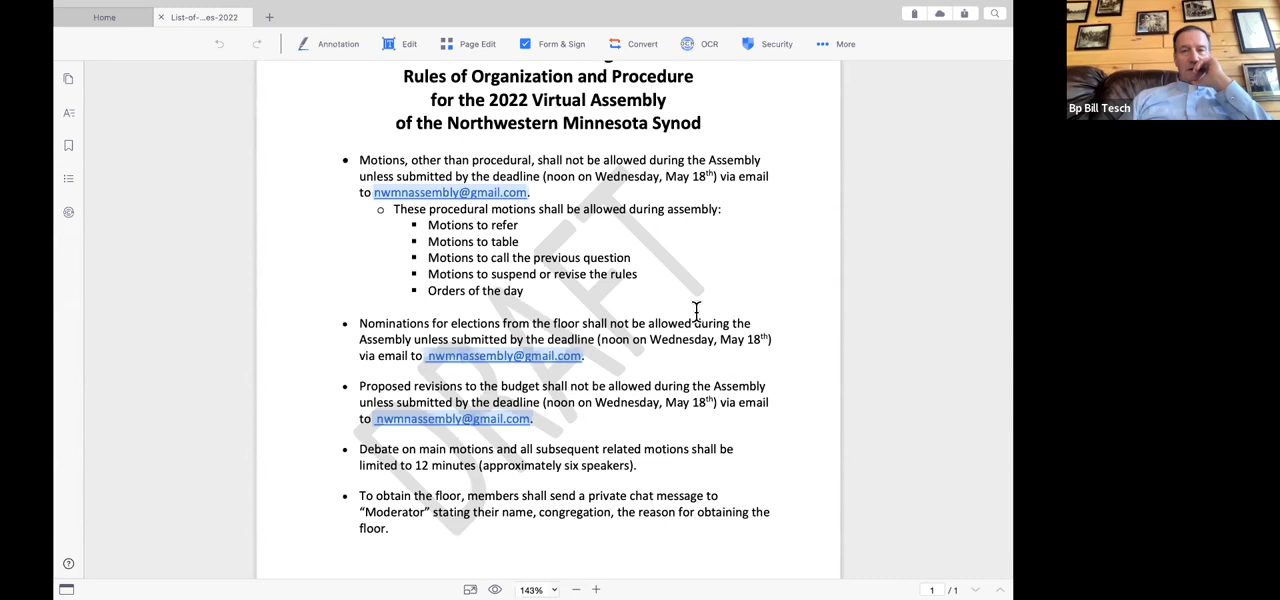 Home
List-of-...es-2022
Annotation
Edit
Page Edit
Form & Sign
Convert
OCR
OCR
Security
More
Rules of Organization and Procedure
for the 2022 Virtual Assembly
of the Northwestern Minnesota Synod
• Motions, other than procedural, shall not be allowed during the Assembly
unless submitted by the deadline (noon on Wednesday, May 18th) via email
to nwmnassembly@gmail.com.
o These procedural motions shall be allowed during assembly:
▪ Motions to refer
▪ Motions to table
▪ Motions to call the previous question
▪ Motions to suspend or revise the rules
▪ Orders of the day
• Nominations for elections from the floor shall not be allowed during the
Assembly unless submitted by the deadline (noon on Wednesday, May 18th)
via email to nwmnassembly@gmail.com.
• Proposed revisions to the budget shall not be allowed during the Assembly
unless submitted by the deadline (noon on Wednesday, May 18th) via email
to nwmnassembly@gmail.com.
• Debate on main motions and all subsequent related motions shall be
limited to 12 minutes (approximately six speakers).
• To obtain the floor, members shall send a private chat message to
“Moderator” stating their name, congregation, the reason for obtaining the
floor.
DRAFT
143%
1 / 1
Bp Bill Tesch